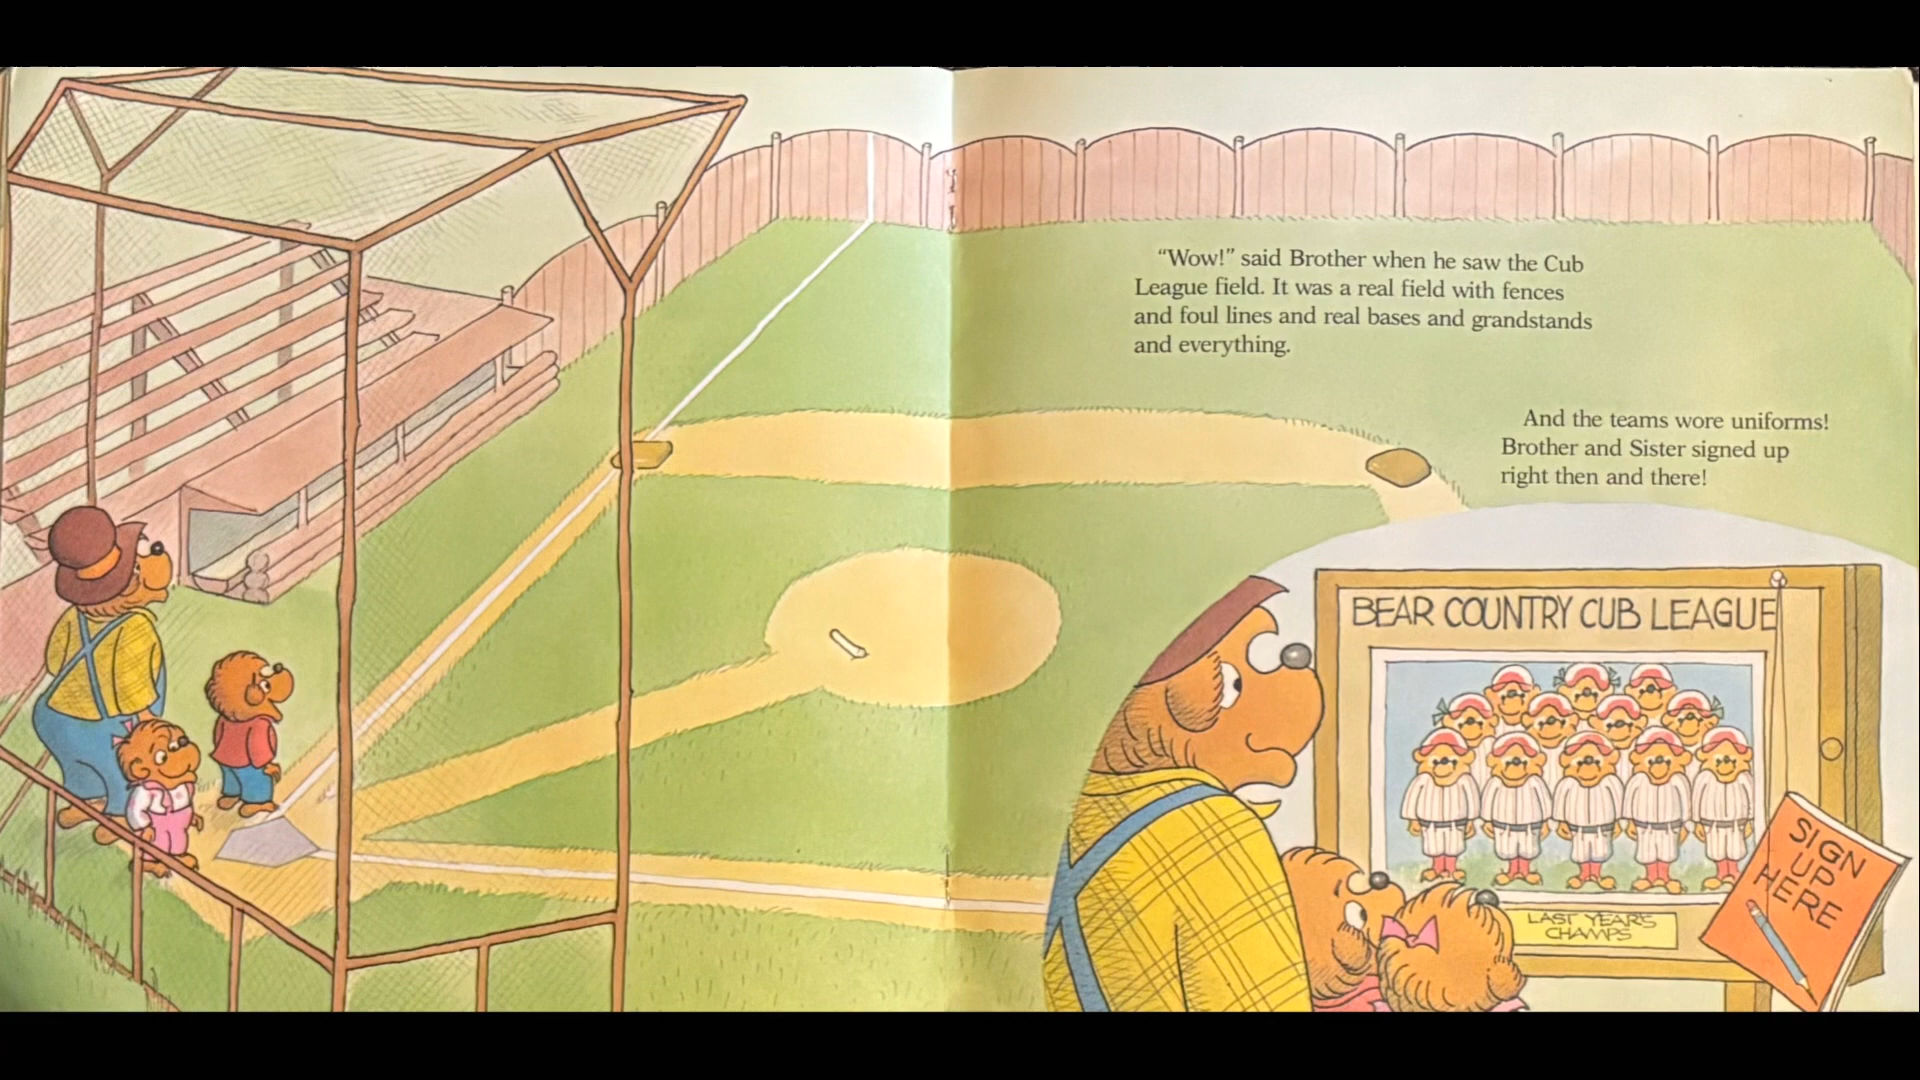 “Wow!” said Brother when he saw the Cub
League field. It was a real field with fences
and foul lines and real bases and grandstands
and everything.
And the teams wore uniforms!
Brother and Sister signed up
right then and there!
BEAR COUNTRY CUB LEAGUE
LAST YEAR'S
CHAMPS
SIGN
UP
HERE